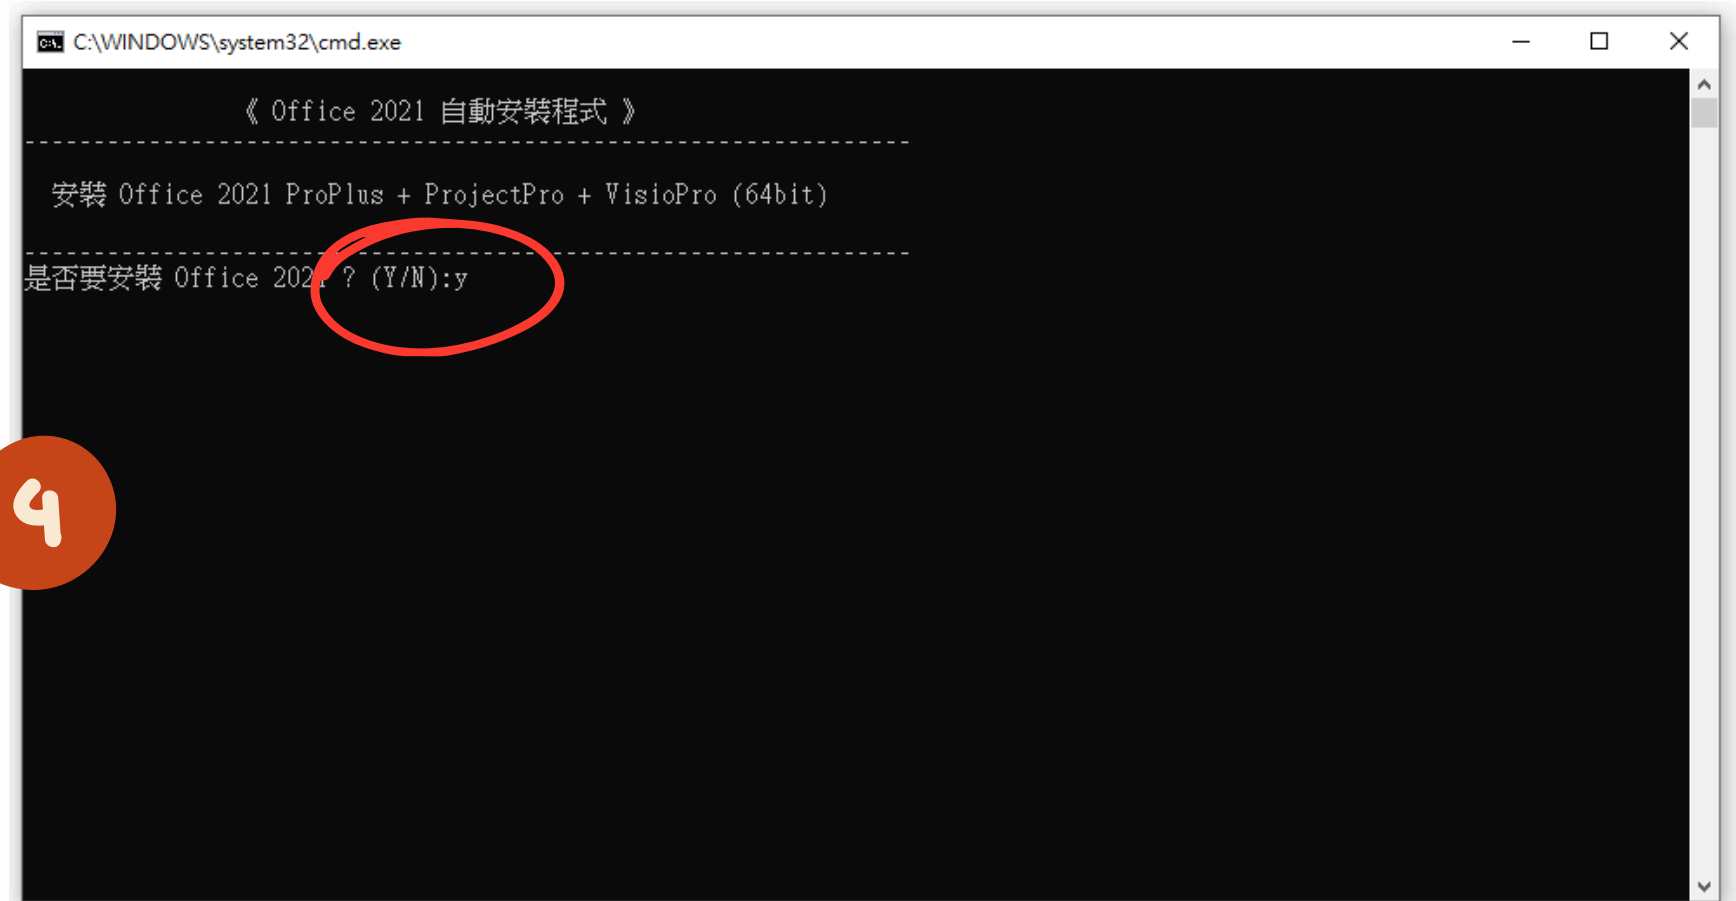 C:\WINDOWS\system32\cmd.exe
《 Office 2021 自動安裝程式 》
----------------------------------------------------------------
安裝 Office 2021 ProPlus + ProjectPro + VisioPro (64bit)
----------------------------------------------------------------
是否要安裝 Office 2021 ? (Y/N):y
4